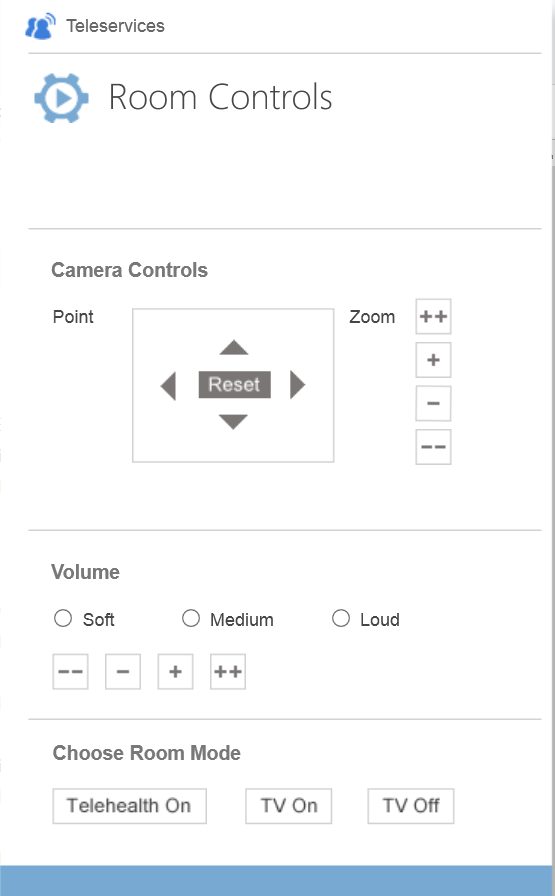 Teleservices
Room Controls
Camera Controls
Point
Zoom
++
+
Reset
-
--
Volume
Soft Medium Loud
-- - + ++
Choose Room Mode
Telehealth On TV On TV Off